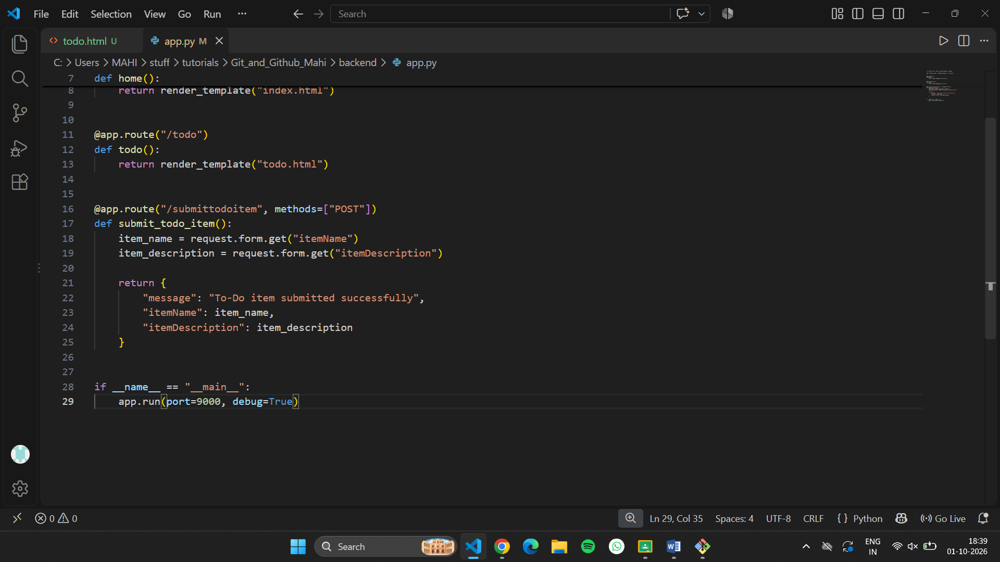 File Edit Selection View Go Run ··· Search
todo.html U app.py M
C: > Users > MAHI > stuff > tutorials > Git_and_Github_Mahi > backend > app.py
7 def home():
8 return render_template("index.html")
9
10
11 @app.route("/todo")
12 def todo():
13 return render_template("todo.html")
14
15
16 @app.route("/submittodoitem", methods=["POST"])
17 def submit_todo_item():
18 item_name = request.form.get("itemName")
19 item_description = request.form.get("itemDescription")
20
21 return {
22 "message": "To-Do item submitted successfully",
23 "itemName": item_name,
24 "itemDescription": item_description
25 }
26
27
28 if __name__ == "__main__":
29 app.run(port=9000, debug=True)
0 0 Ln 29, Col 35 Spaces: 4 UTF-8 CRLF { } Python Go Live
Search ENG IN 18:39 01-10-2026